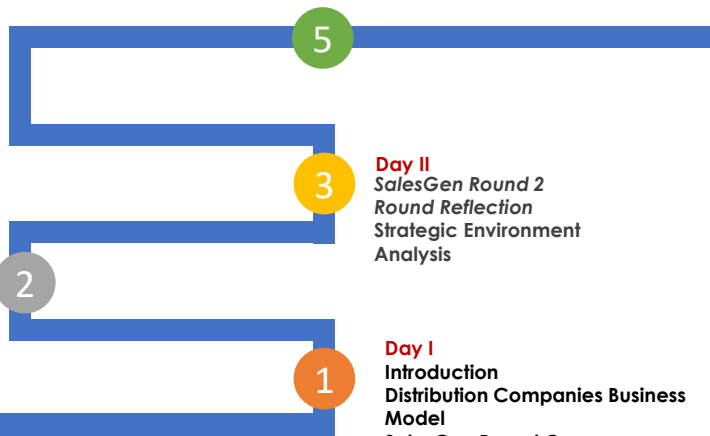 5
3
Day II
SalesGen Round 2
Round Reflection
Strategic Environment
Analysis
2
1
Day I
Introduction
Distribution Companies Business
Model